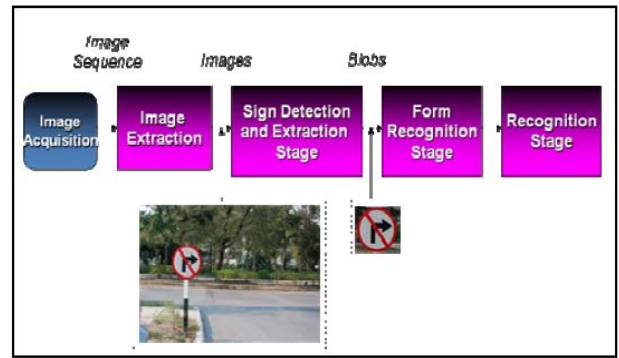 Image
Sequence
Images
Blobs
Image
Acquisition
Image
Extraction
Sign Detection
and Extraction
Stage
Form
Recognition
Stage
Recognition
Stage